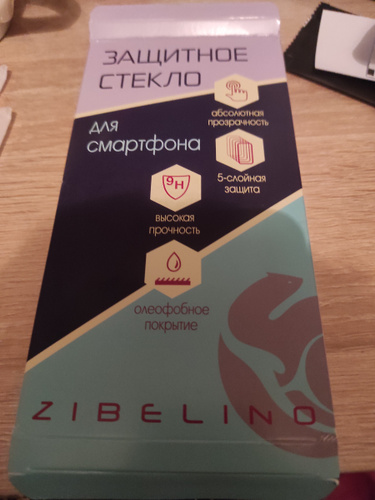 ЗАЩИТНОЕ
СТЕКЛО
для
смартфона
абсолютная
прозрачность
5-слойная
защита
9H
высокая
прочность
олеофобное
покрытие
ZIBELINO